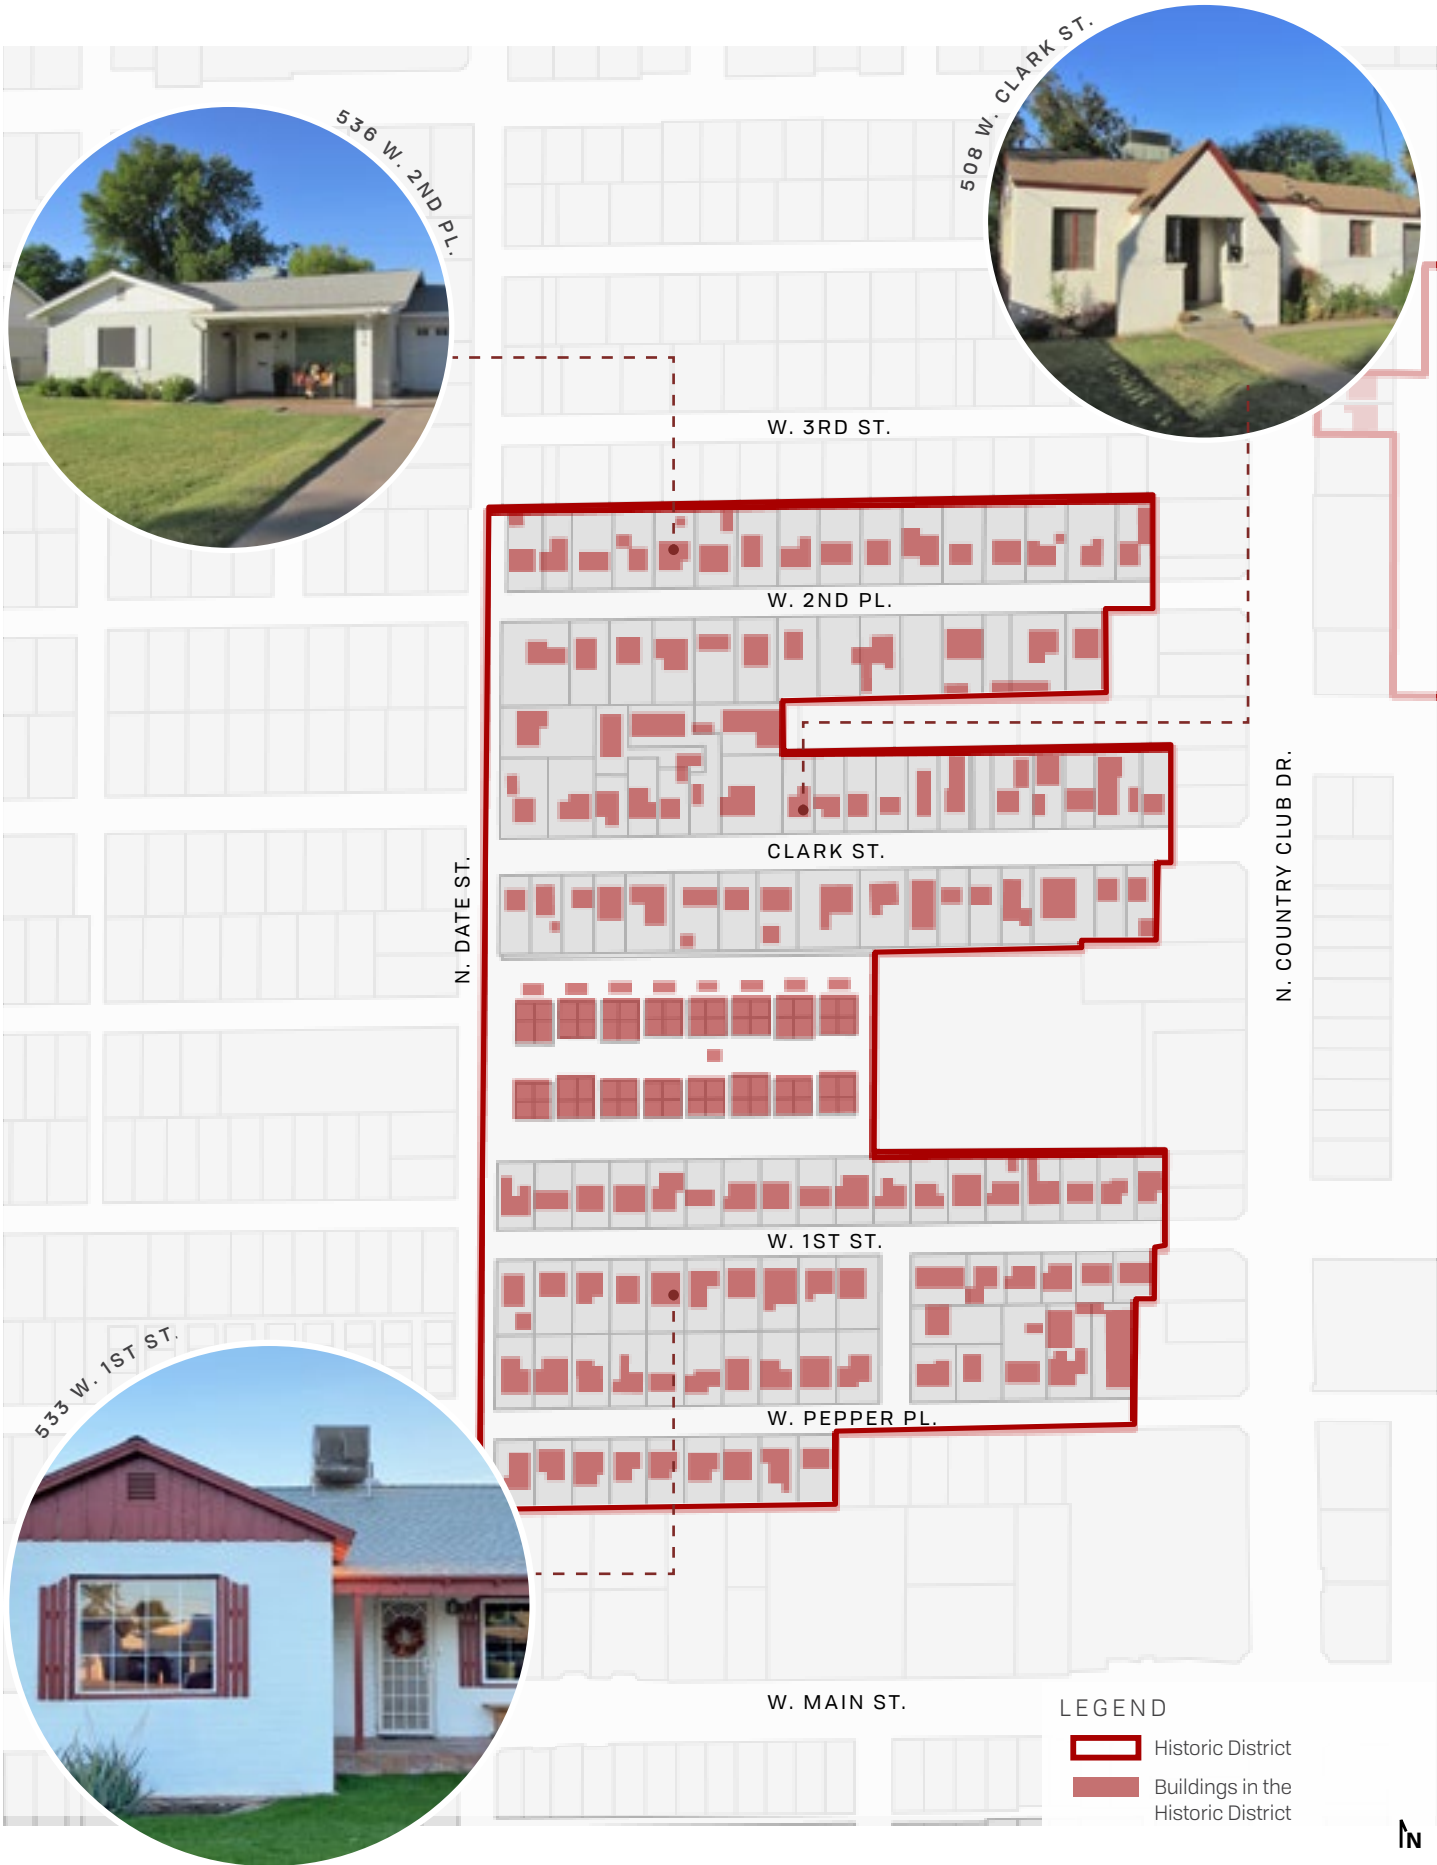 508 W. CLARK ST.
536 W. 2ND PL.
W. 3RD ST.
W. 2ND PL.
CLARK ST.
N. DATE ST.
N. COUNTRY CLUB DR.
W. 1ST ST.
533 W. 1ST ST.
W. PEPPER PL.
W. MAIN ST.
LEGEND
Historic District
Buildings in the
Historic District
N